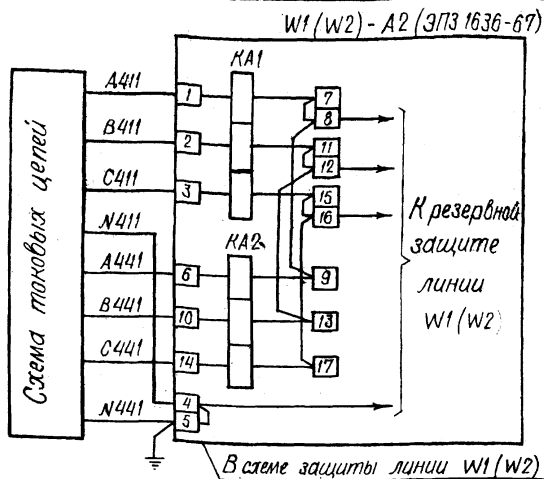 W1(W2)-A2(ЭПЗ 1636-67)
KA1
A411
1
7
8
B411
2
11
12
C411
3
15
16
К резервной
защите
линии
W1(W2)
N411
KA2
A441
6
9
B441
10
13
C441
14
17
4
N441
5
Схема токовых цепей
В схеме защиты линии W1(W2)